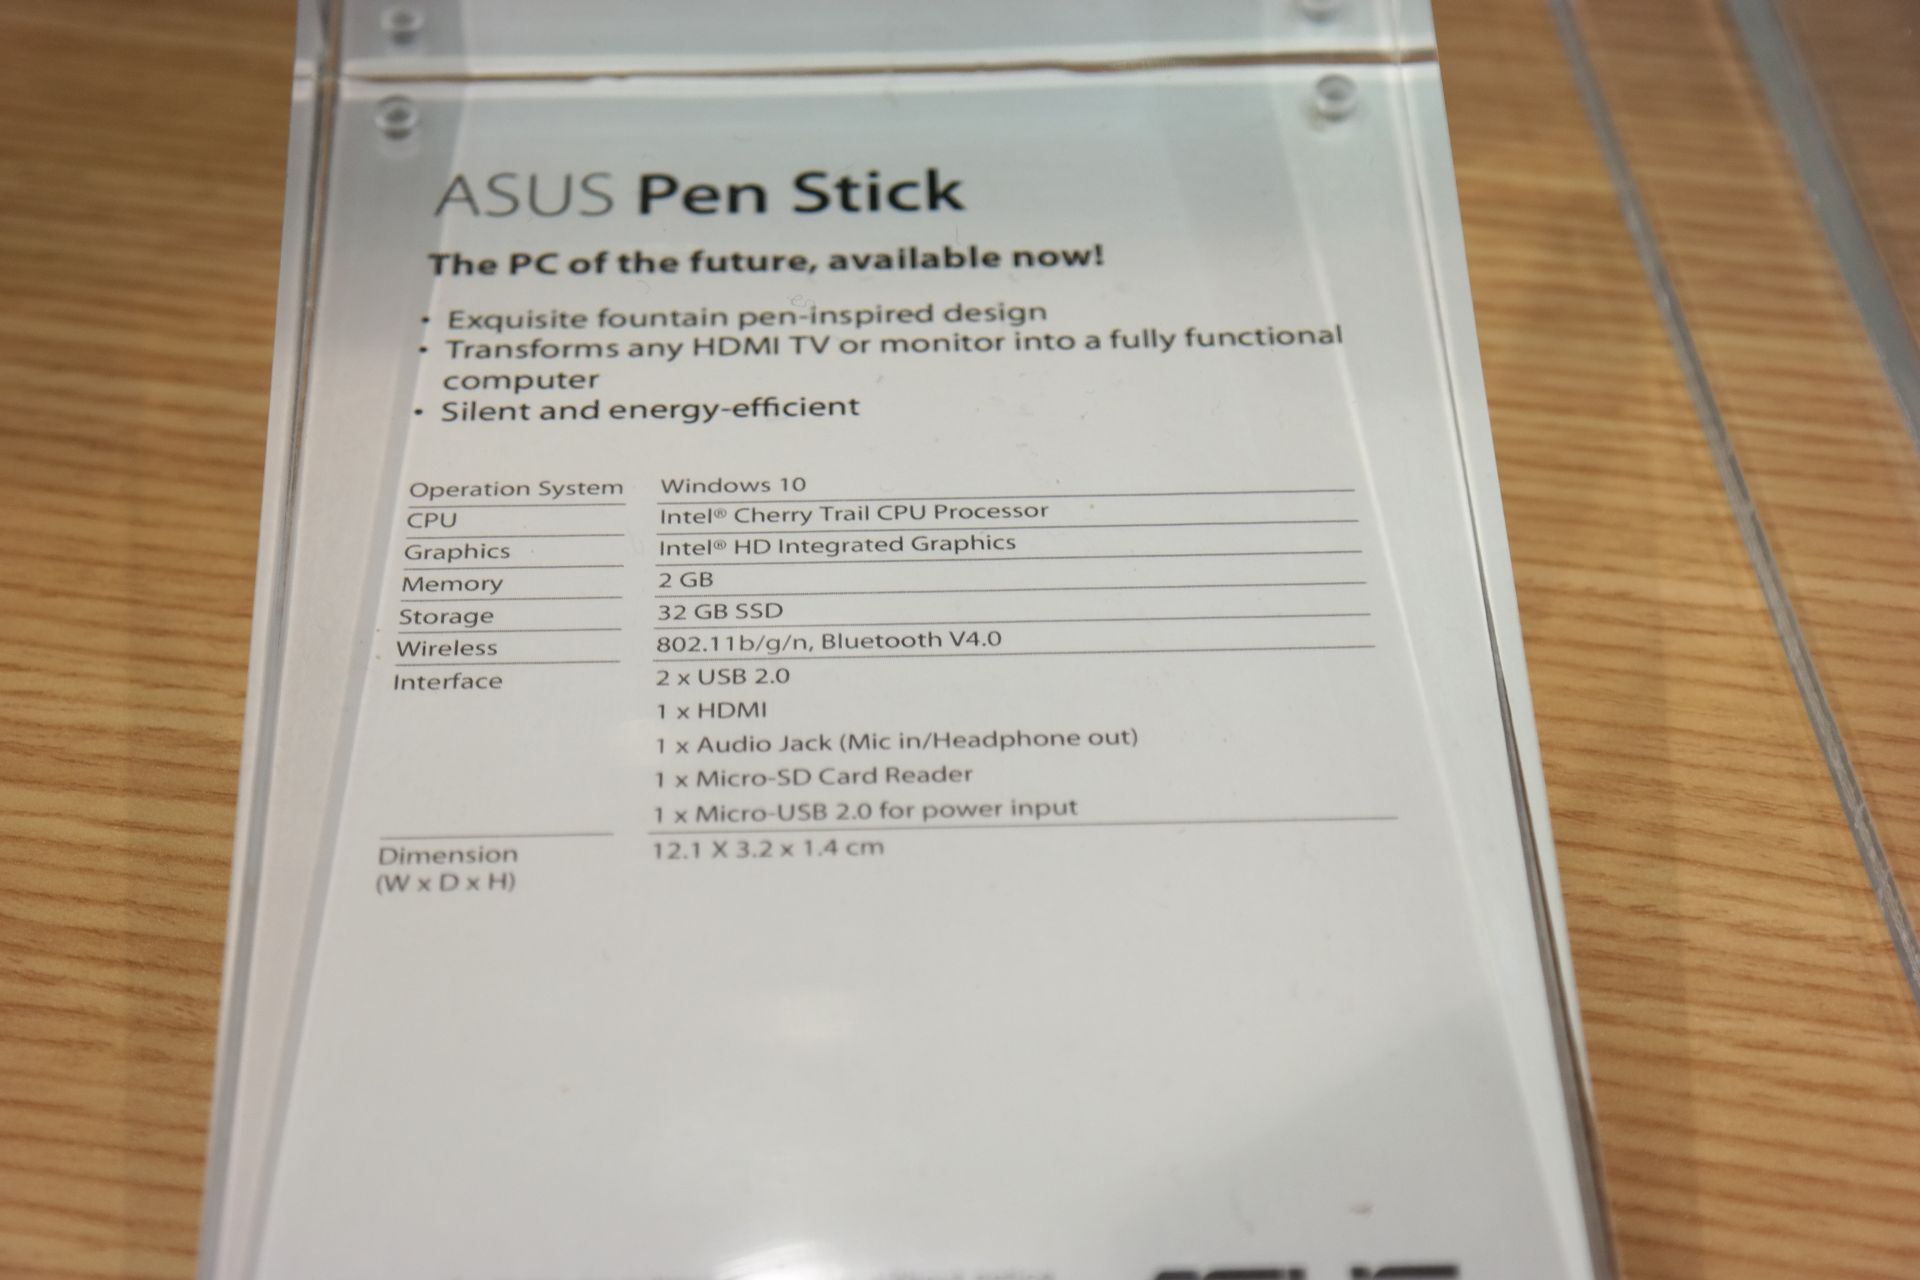 ASUS Pen Stick
The PC of the future, available now!
• Exquisite fountain pen-inspired design
• Transforms any HDMI TV or monitor into a fully functional
computer
• Silent and energy-efficient
Operation System Windows 10
CPU Intel® Cherry Trail CPU Processor
Graphics Intel® HD Integrated Graphics
Memory 2 GB
Storage 32 GB SSD
Wireless 802.11b/g/n, Bluetooth V4.0
Interface 2 x USB 2.0
1 x HDMI
1 x Audio Jack (Mic in/Headphone out)
1 x Micro-SD Card Reader
1 x Micro-USB 2.0 for power input
Dimension 12.1 X 3.2 x 1.4 cm
(W x D x H)